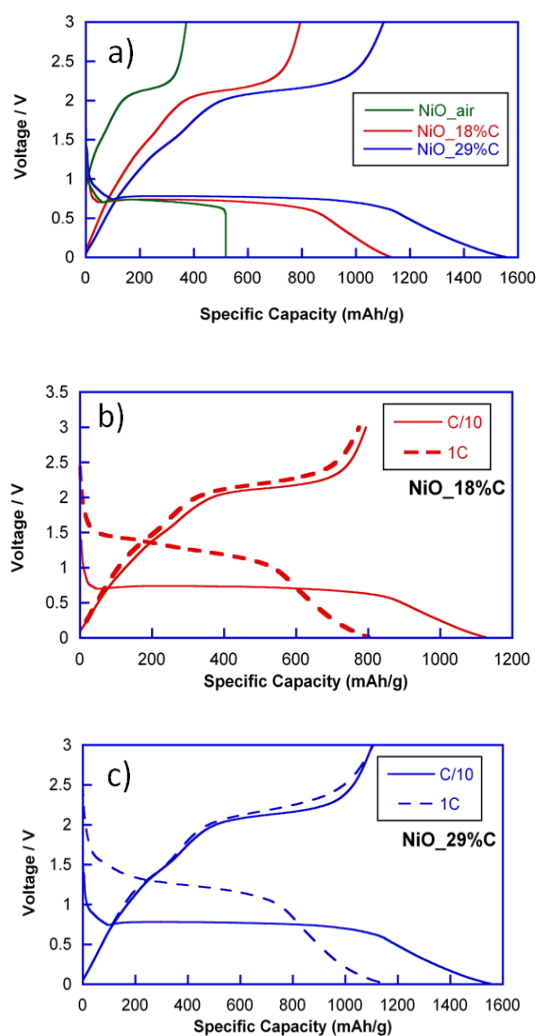 a)
3
2.5
2
1.5
1
0.5
0
Voltage / V
NiO_air
NiO_18%C
NiO_29%C
0 200 400 600 800 1000 1200 1400 1600
Specific Capacity (mAh/g)
b)
3.5
3
2.5
2
1.5
1
0.5
0
Voltage / V
C/10
1C
NiO_18%C
0 200 400 600 800 1000 1200
Specific Capacity (mAh/g)
c)
3
2.5
2
1.5
1
0.5
0
Voltage / V
C/10
1C
NiO_29%C
0 200 400 600 800 1000 1200 1400 1600
Specific Capacity (mAh/g)